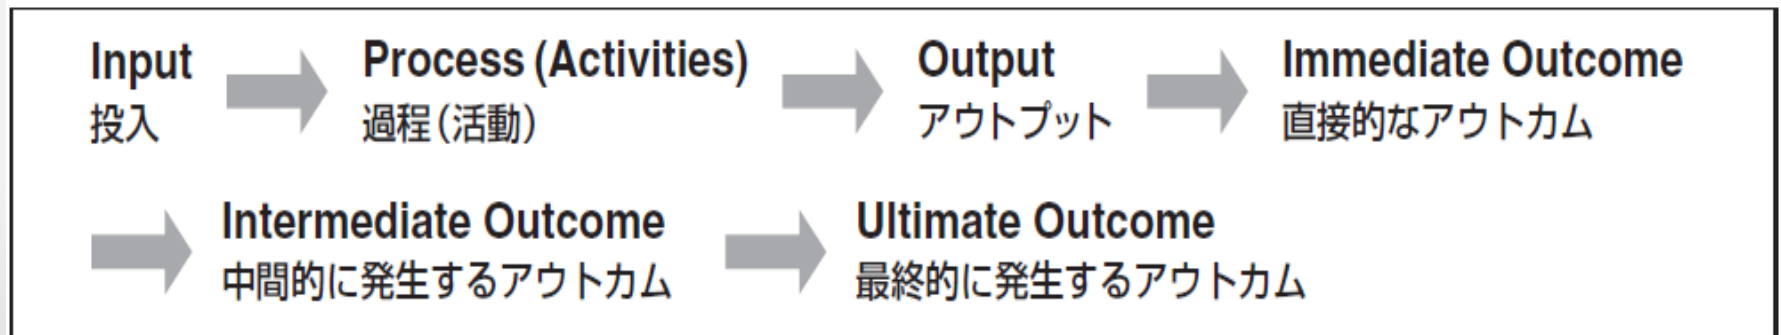 Input Process (Activities) Output Immediate Outcome
投入 過程(活動) アウトプット 直接的なアウトカム
Intermediate Outcome Ultimate Outcome
中間的に発生するアウトカム 最終的に発生するアウトカム